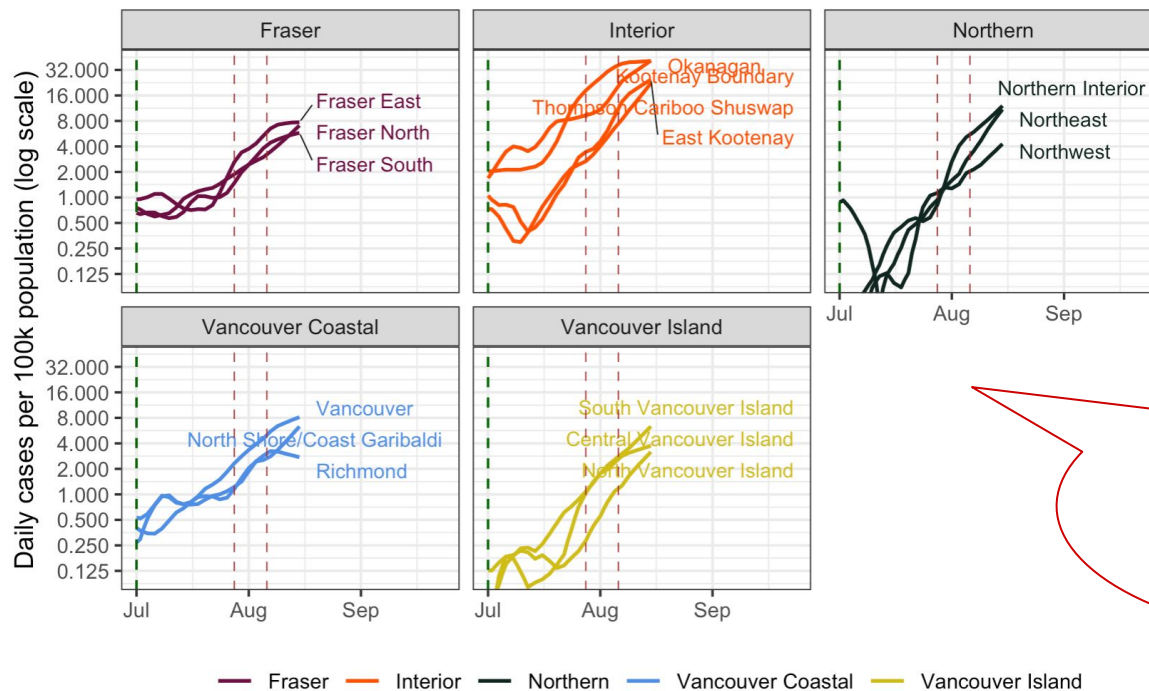 Daily cases per 100k population (log scale)
Fraser
Interior
Northern
32.000
16.000
8.000
4.000
2.000
1.000
0.500
0.250
0.125
Fraser East
Fraser North
Fraser South
Okanagan
Kootenay Boundary
Thompson Cariboo Shuswap
East Kootenay
Northern Interior
Northeast
Northwest
Jul
Aug
Sep
Vancouver Coastal
Vancouver Island
32.000
16.000
8.000
4.000
2.000
1.000
0.500
0.250
0.125
Vancouver
North Shore/Coast Garibaldi
Richmond
South Vancouver Island
Central Vancouver Island
North Vancouver Island
Jul
Aug
Sep
Jul
Aug
Sep
Fraser
Interior
Northern
Vancouver Coastal
Vancouver Island